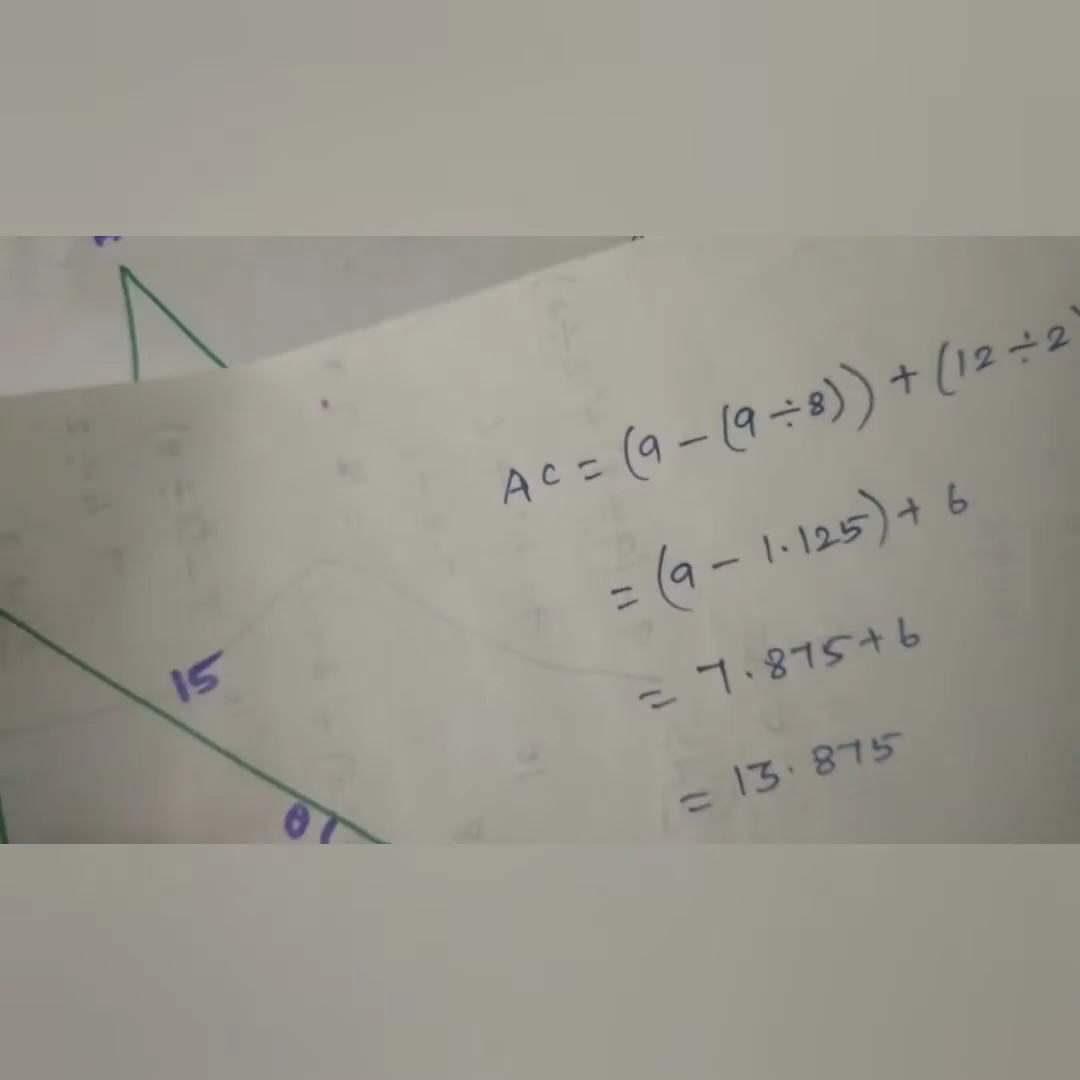 AC = (9 - (9 ÷ 8)) + (12 ÷ 2)
= (9 - 1.125) + 6
= 7.875 + 6
= 13.875
15
θ